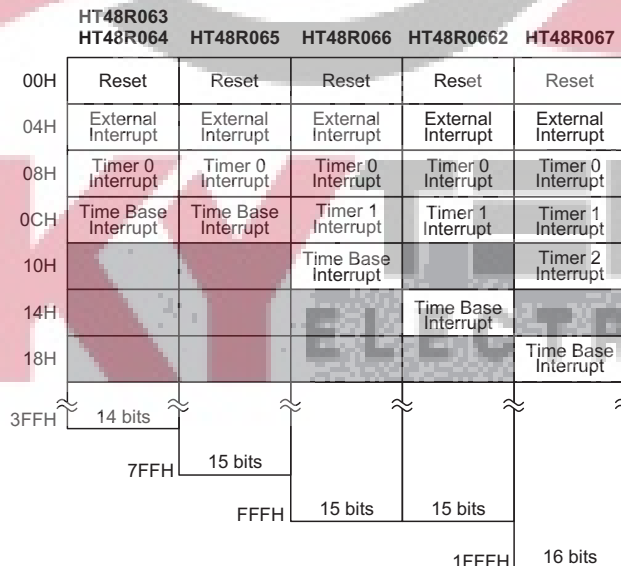 HT48R063
HT48R064 HT48R065 HT48R066 HT48R0662 HT48R067
00H Reset Reset Reset Reset Reset
04H External Interrupt External Interrupt External Interrupt External Interrupt External Interrupt
08H Timer 0 Interrupt Timer 0 Interrupt Timer 0 Interrupt Timer 0 Interrupt Timer 0 Interrupt
0CH Time Base Interrupt Time Base Interrupt Timer 1 Interrupt Timer 1 Interrupt Timer 1 Interrupt
10H Time Base Interrupt Timer 2 Interrupt
14H Time Base Interrupt
18H Time Base Interrupt
3FFH 14 bits
7FFH 15 bits
FFFH 15 bits 15 bits
1FFFH 16 bits
KY